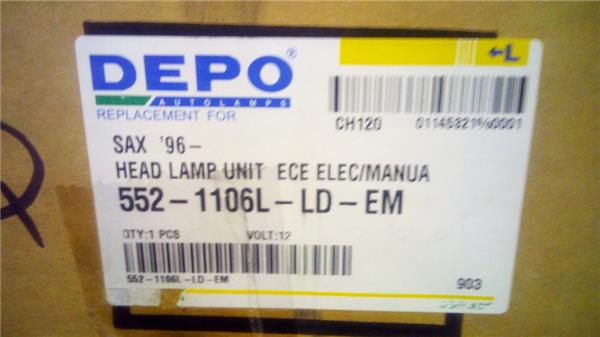 DEPO®
AUTOLAMPS
REPLACEMENT FOR
←L
CH120
SAX '96-
HEAD LAMP UNIT ECE ELEC/MANUA
552-1106L-LD-EM
QTY:1 PCS VOLT:12
552-1106L-LD-EM
903